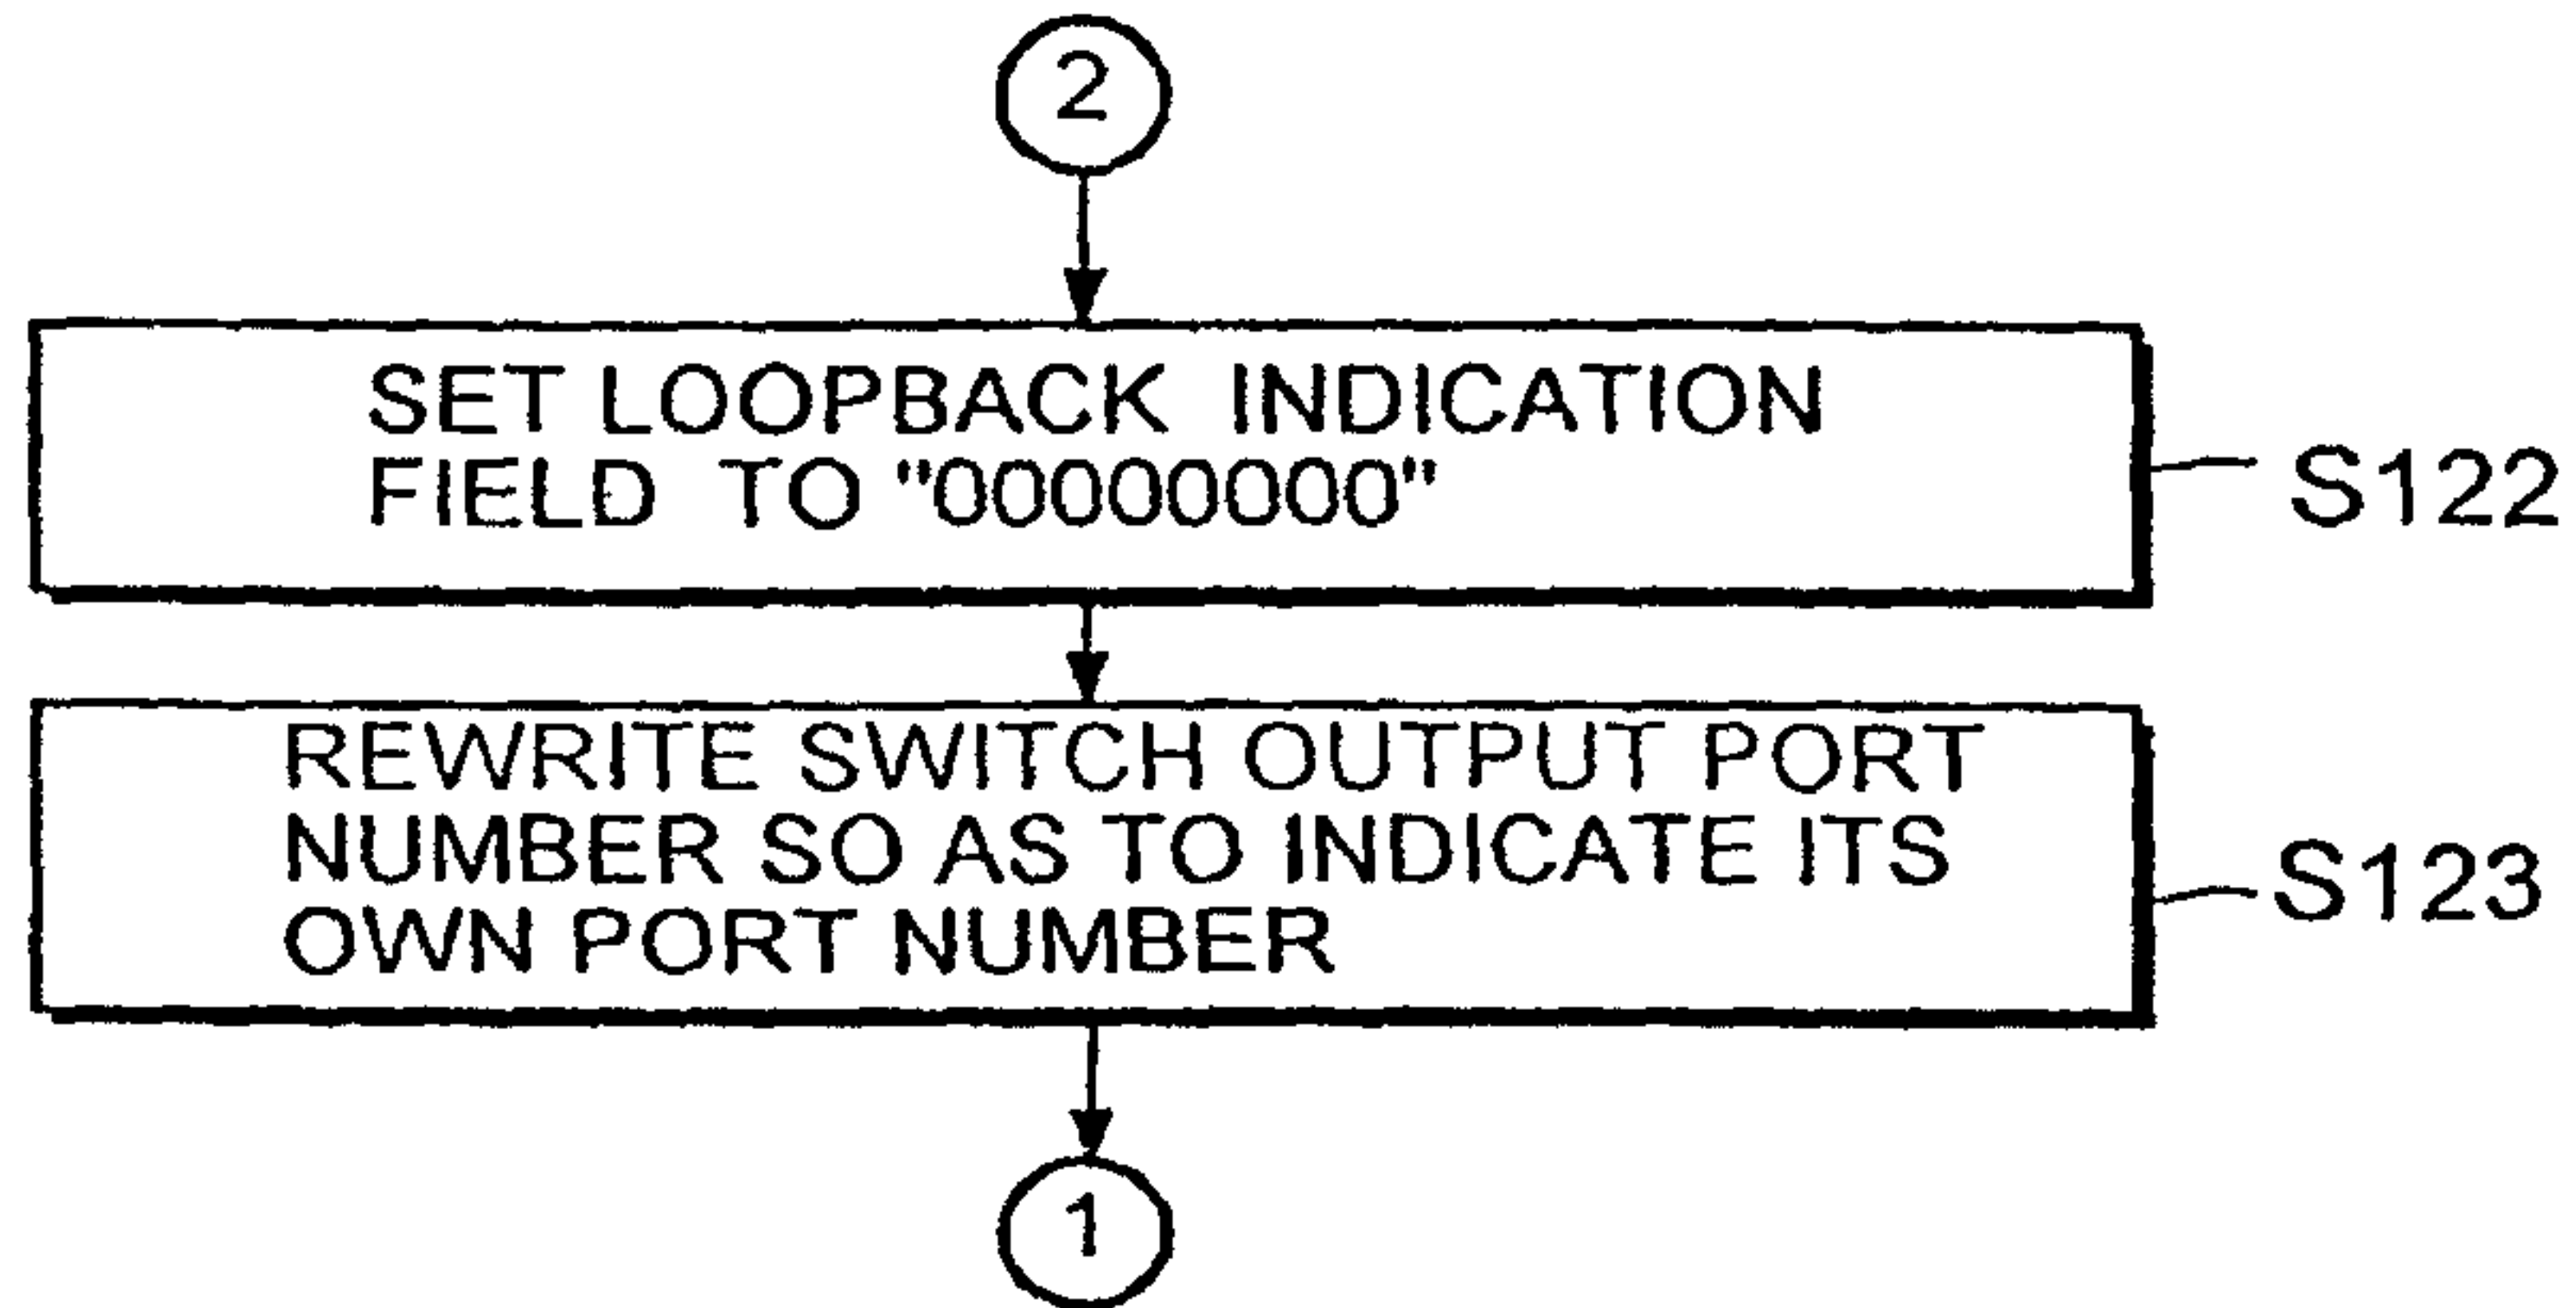 2
SET LOOPBACK INDICATION
FIELD TO "00000000"
S122
REWRITE SWITCH OUTPUT PORT
NUMBER SO AS TO INDICATE ITS
OWN PORT NUMBER
S123
1